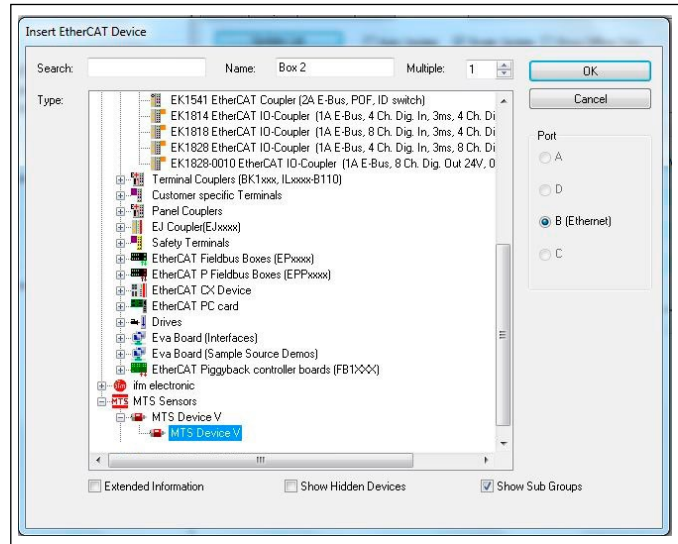 Insert EtherCAT Device
Search: Name: Box 2 Multiple: 1 OK
Type: Cancel
EK1541 EtherCAT Coupler (2A E-Bus, POF, ID switch)
EK1814 EtherCAT IO-Coupler (1A E-Bus, 4 Ch. Dig. In, 3ms, 4 Ch. Di
EK1818 EtherCAT IO-Coupler (1A E-Bus, 8 Ch. Dig. In, 3ms, 4 Ch. Di
EK1828 EtherCAT IO-Coupler (1A E-Bus, 4 Ch. Dig. In, 3ms, 8 Ch. Di
EK1828-0010 EtherCAT IO-Coupler (1A E-Bus, 8 Ch. Dig. Out 24V, 0
Terminal Couplers (BK1xxx, ILxxxx-B110)
Customer specific Terminals
Panel Couplers
EJ Coupler(EJxxxx)
Safety Terminals
EtherCAT Fieldbus Boxes (EPxxxx)
EtherCAT P Fieldbus Boxes (EPPxxxx)
EtherCAT CX Device
EtherCAT PC card
Drives
Eva Board (Interfaces)
Eva Board (Sample Source Demos)
EtherCAT Piggyback controller boards (FB1XXX)
ifm electronic
MTS MTS Sensors
MTS Device V
MTS Device V
Port
A
D
B (Ethernet)
C
Extended Information Show Hidden Devices Show Sub Groups